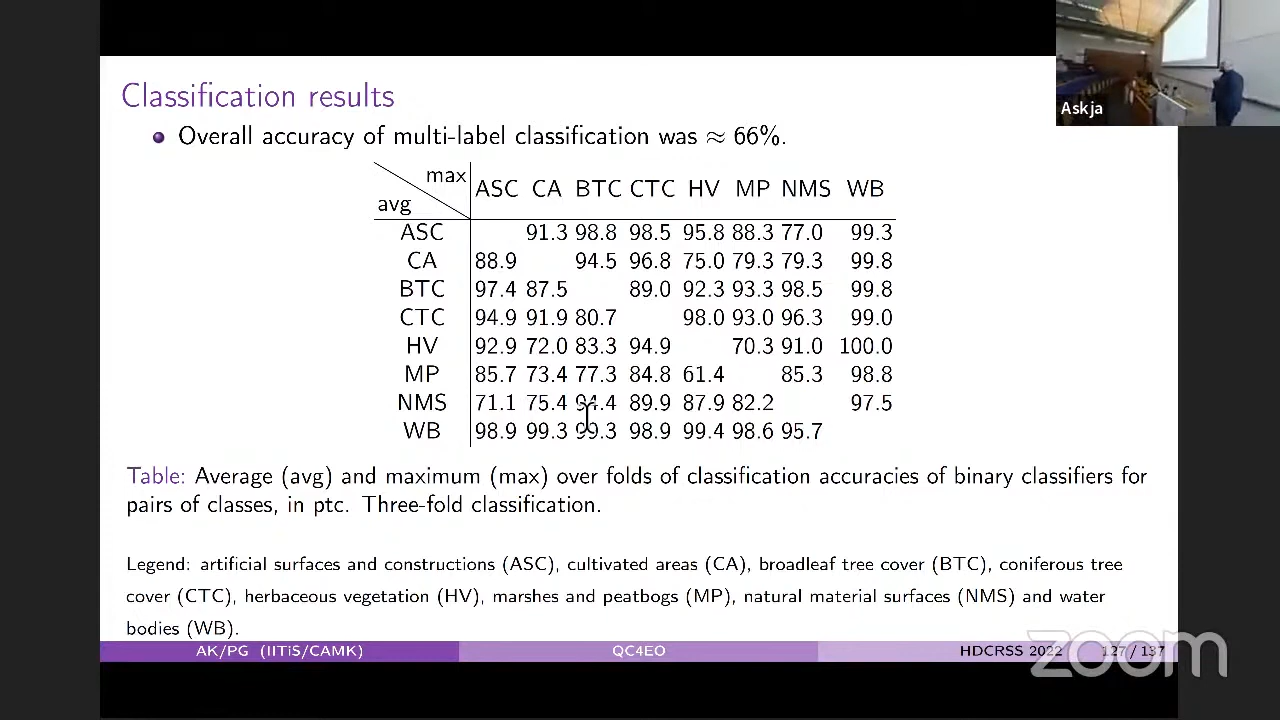 Askja
Classification results
Overall accuracy of multi-label classification was ≈ 66%.
max ASC CA BTC CTC HV MP NMS WB
avg
ASC 91.3 98.8 98.5 95.8 88.3 77.0 99.3
CA 88.9 94.5 96.8 75.0 79.3 79.3 99.8
BTC 97.4 87.5 89.0 92.3 93.3 98.5 99.8
CTC 94.9 91.9 80.7 98.0 93.0 96.3 99.0
HV 92.9 72.0 83.3 94.9 70.3 91.0 100.0
MP 85.7 73.4 77.3 84.8 61.4 85.3 98.8
NMS 71.1 75.4 94.4 89.9 87.9 82.2 97.5
WB 98.9 99.3 99.3 98.9 99.4 98.6 95.7
Table: Average (avg) and maximum (max) over folds of classification accuracies of binary classifiers for
pairs of classes, in ptc. Three-fold classification.
Legend: artificial surfaces and constructions (ASC), cultivated areas (CA), broadleaf tree cover (BTC), coniferous tree
cover (CTC), herbaceous vegetation (HV), marshes and peatbogs (MP), natural material surfaces (NMS) and water
bodies (WB).
AK/PG (IITiS/CAMK) QC4EO HDCRSS 2022 127 / 137
zoom